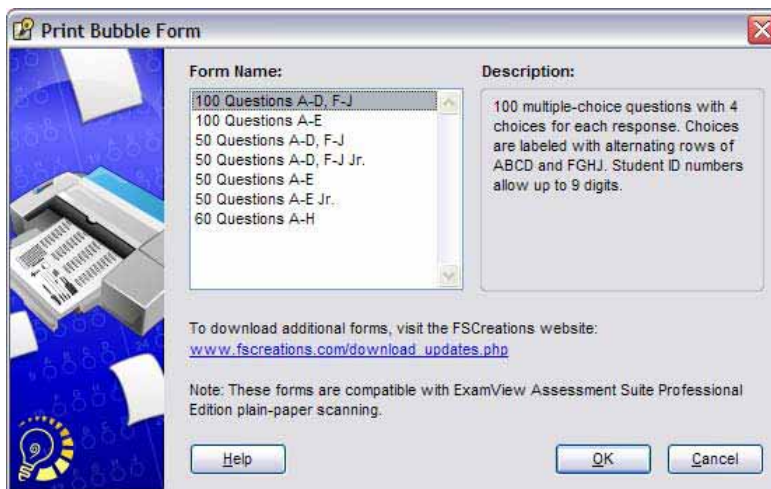 Print Bubble Form
Form Name:
100 Questions A-D, F-J
100 Questions A-E
50 Questions A-D, F-J
50 Questions A-D, F-J Jr.
50 Questions A-E
50 Questions A-E Jr.
60 Questions A-H
Description:
100 multiple-choice questions with 4
choices for each response. Choices
are labeled with alternating rows of
ABCD and FGHJ. Student ID numbers
allow up to 9 digits.
To download additional forms, visit the FSCreations website:
www.fscreations.com/download_updates.php
Note: These forms are compatible with ExamView Assessment Suite Professional
Edition plain-paper scanning.
Help
OK
Cancel